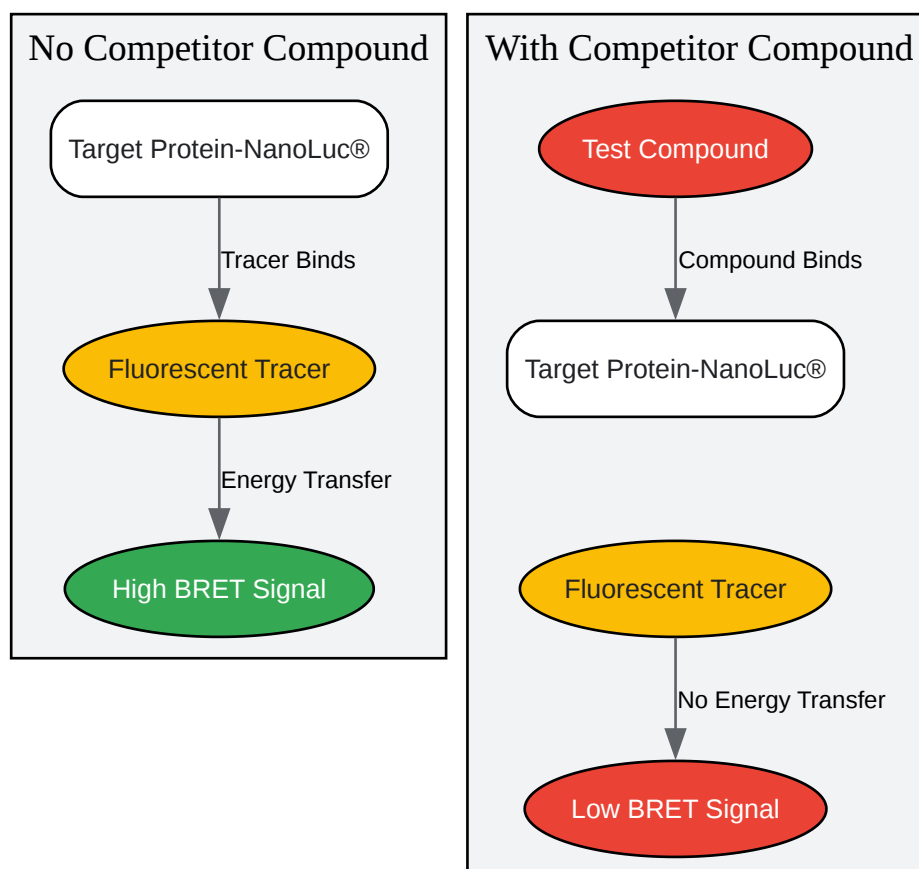 No Competitor Compound
Target Protein-NanoLuc®
Tracer Binds
Fluorescent Tracer
Energy Transfer
High BRET Signal
With Competitor Compound
Test Compound
Compound Binds
Target Protein-NanoLuc®
Fluorescent Tracer
No Energy Transfer
Low BRET Signal